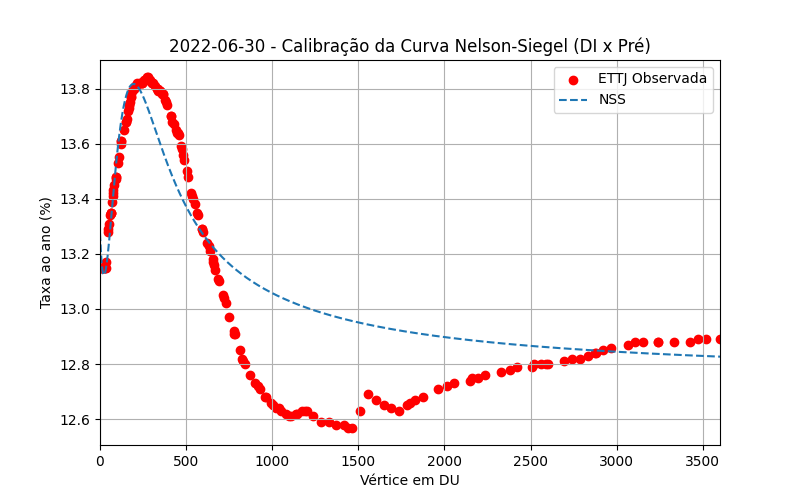 2022-06-30 - Calibração da Curva Nelson-Siegel (DI x Pré)
ETTJ Observada
NSS
Taxa ao ano (%)
13.8
13.6
13.4
13.2
13.0
12.8
12.6
0 500 1000 1500 2000 2500 3000 3500
Vértice em DU